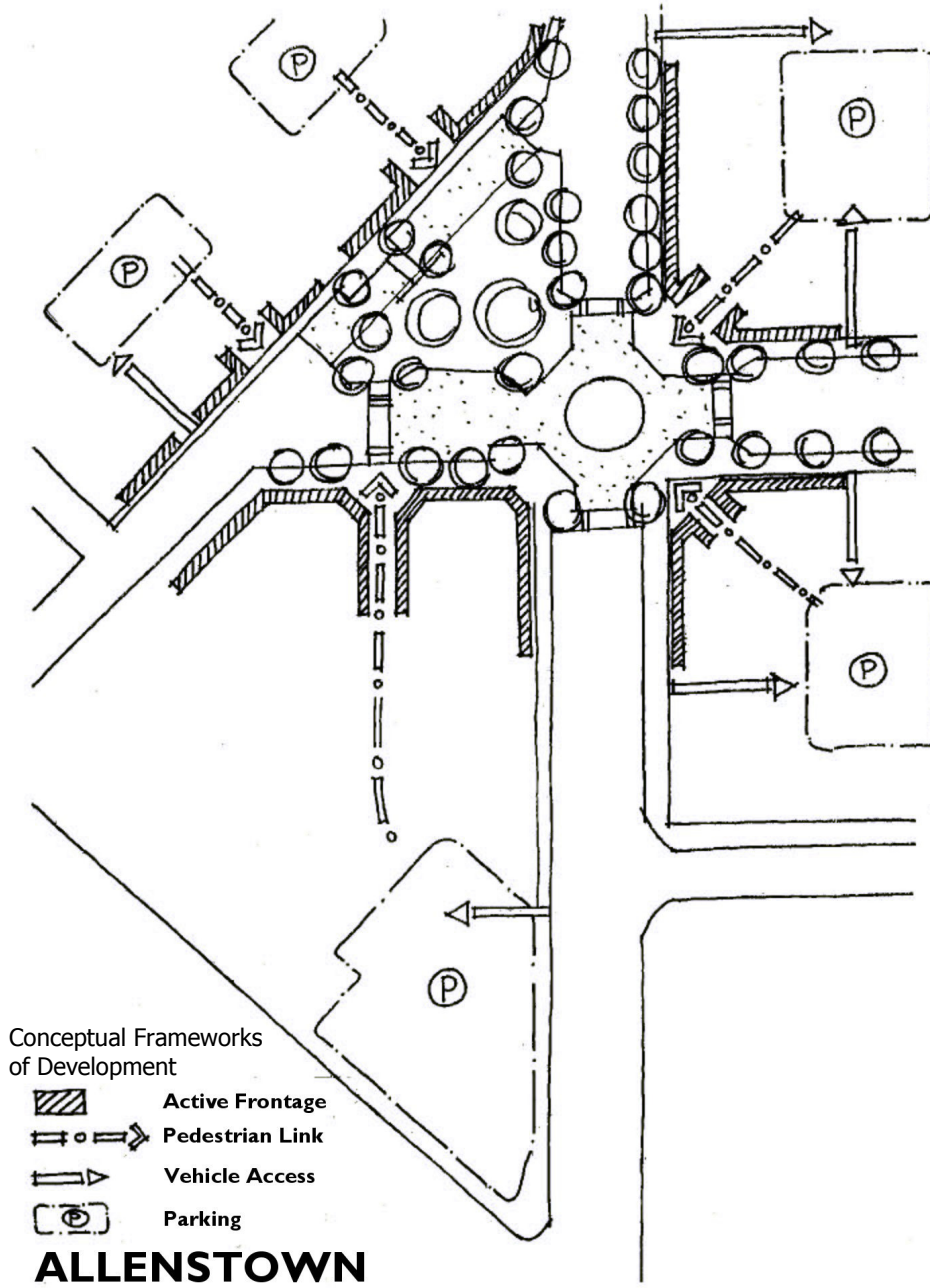 P
P
P
P
P
Conceptual Frameworks
of Development
Active Frontage
Pedestrian Link
Vehicle Access
P Parking
ALLENSTOWN